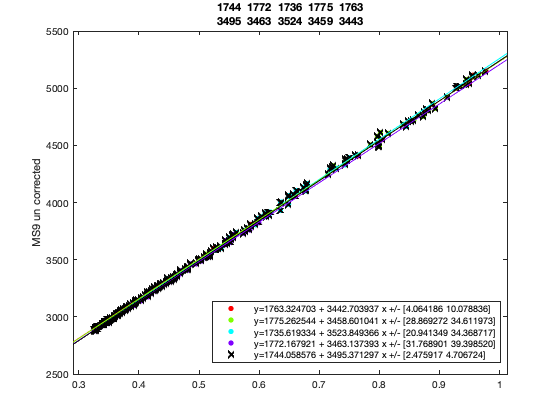 1744 1772 1736 1775 1763
3495 3463 3524 3459 3443
5500
5000
4500
4000
3500
3000
2500
MS9 un corrected
y=1763.324703 + 3442.703937 x +/- [4.064186 10.078836]
y=1775.262544 + 3458.601041 x +/- [28.869272 34.611973]
y=1735.619334 + 3523.849366 x +/- [20.941349 34.368717]
y=1772.167921 + 3463.137393 x +/- [31.768901 39.398520]
y=1744.058576 + 3495.371297 x +/- [2.475917 4.706724]
0.3 0.4 0.5 0.6 0.7 0.8 0.9 1